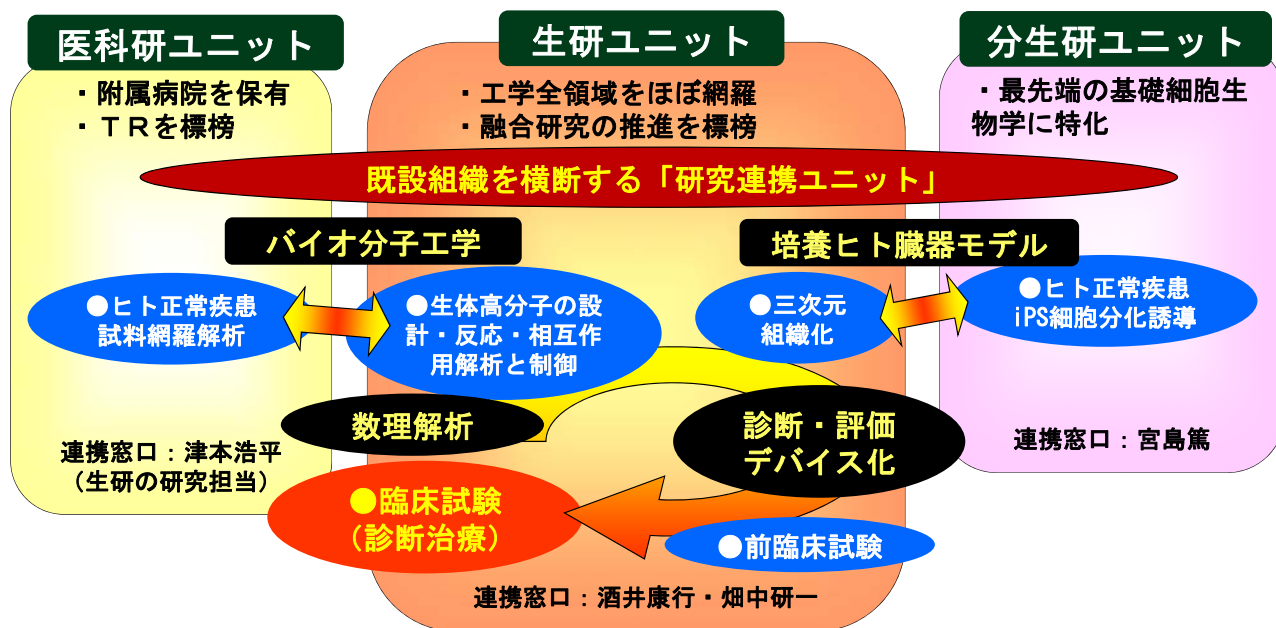 医科研ユニット
・附属病院を保有
・ＴＲを標榜
生研ユニット
・工学全領域をほぼ網羅
・融合研究の推進を標榜
分生研ユニット
・最先端の基礎細胞生
物学に特化
既設組織を横断する「研究連携ユニット」
バイオ分子工学
培養ヒト臓器モデル
●ヒト正常疾患
試料網羅解析
●生体高分子の設
計・反応・相互作
用解析と制御
●三次元
組織化
●ヒト正常疾患
iPS細胞分化誘導
数理解析
診断・評価
デバイス化
連携窓口：津本浩平
（生研の研究担当）
連携窓口：宮島篤
●臨床試験
（診断治療）
●前臨床試験
連携窓口：酒井康行・畑中研一